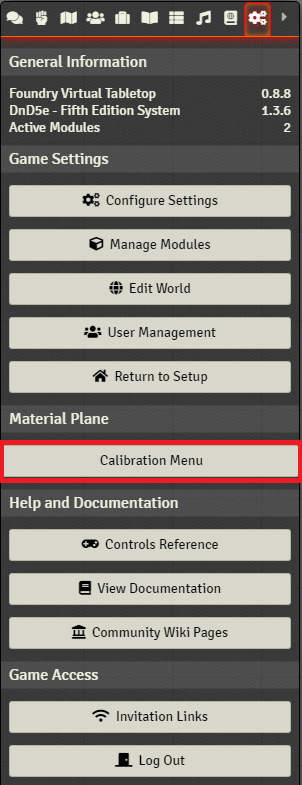 General Information
Foundry Virtual Tabletop 0.8.8
DnD5e - Fifth Edition System 1.3.6
Active Modules 2
Game Settings
Configure Settings
Manage Modules
Edit World
User Management
Return to Setup
Material Plane
Calibration Menu
Help and Documentation
Controls Reference
View Documentation
Community Wiki Pages
Game Access
Invitation Links
Log Out